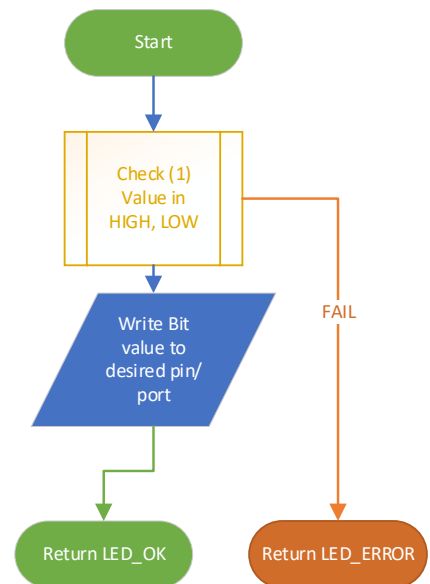 Start
Check (1)
Value in
HIGH, LOW
Write Bit
value to
desired pin/
port
FAIL
Return LED_OK
Return LED_ERROR